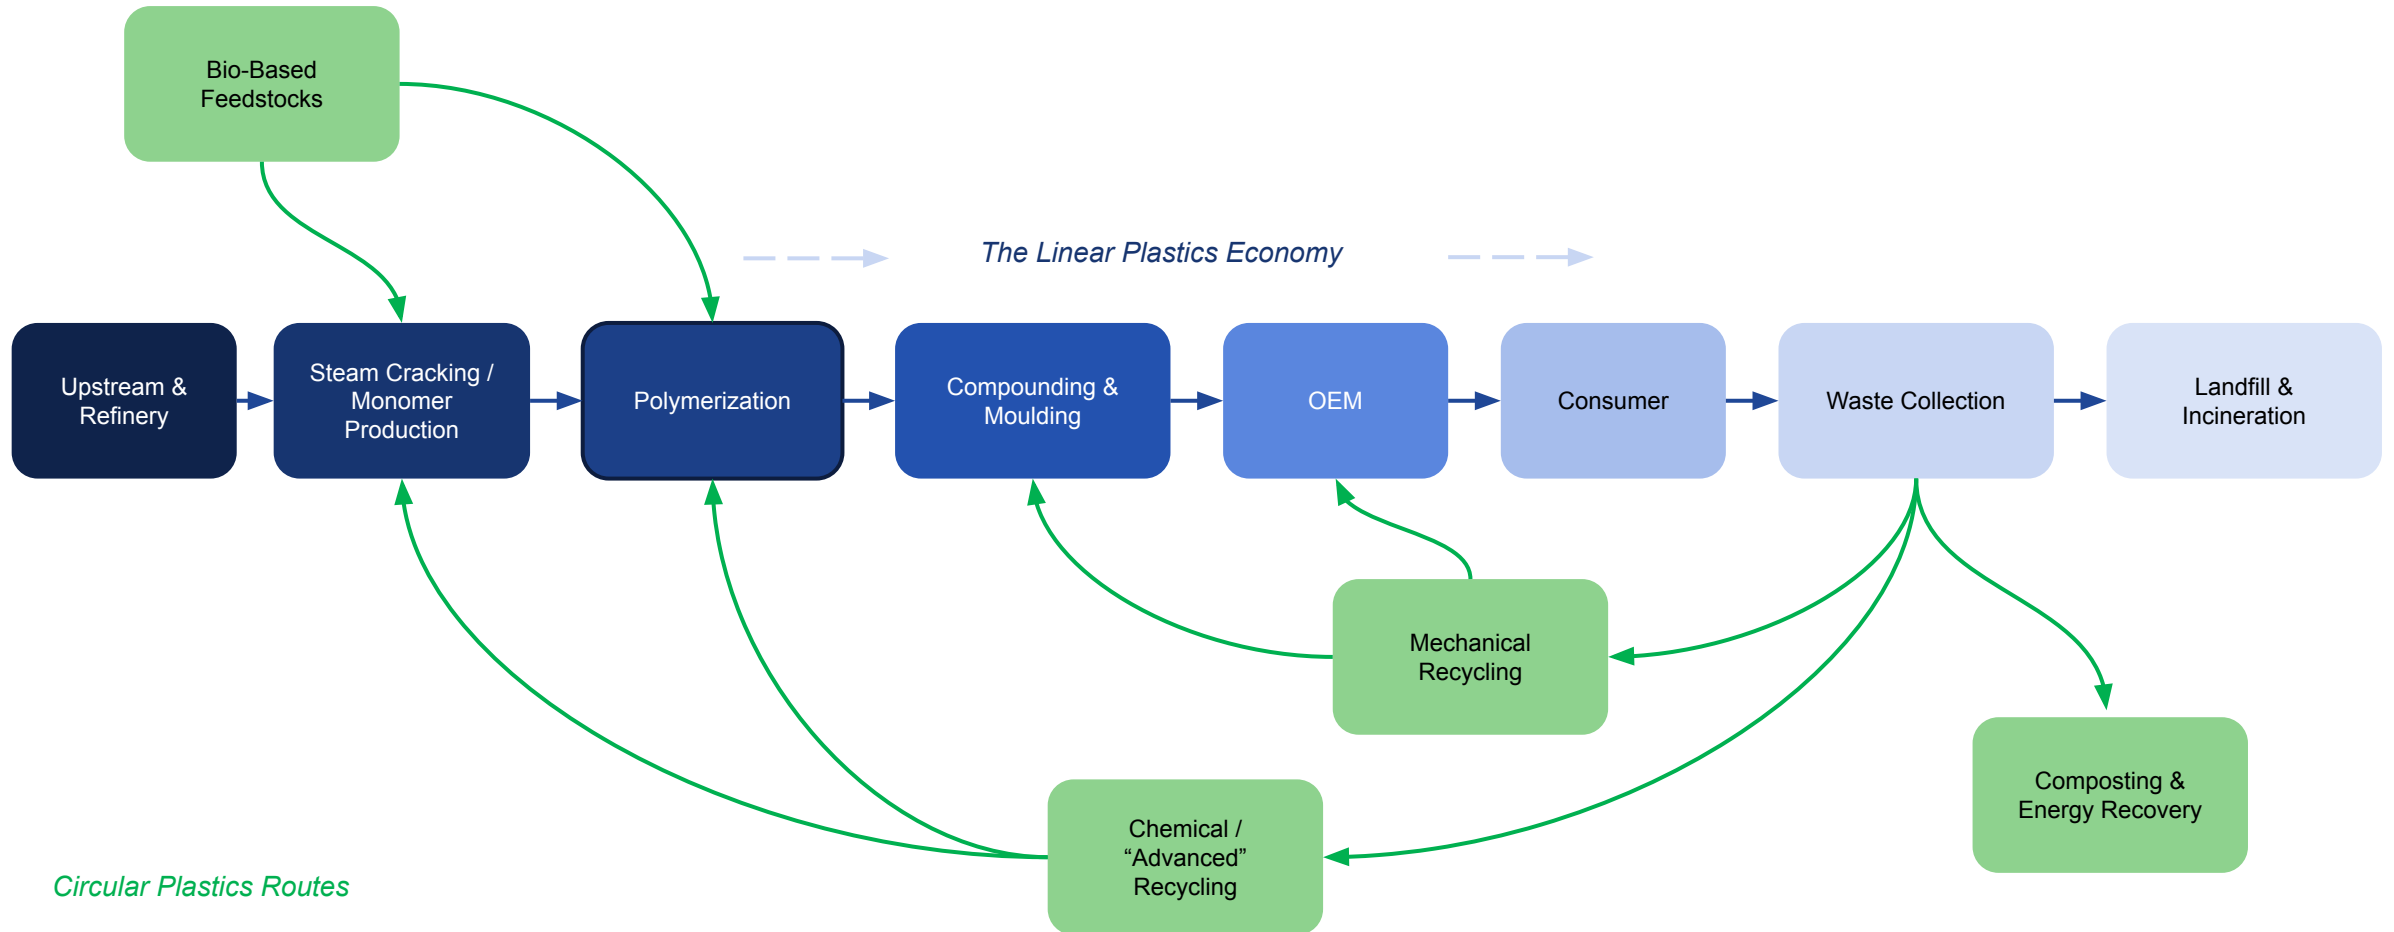 Bio-Based
Feedstocks
The Linear Plastics Economy
Upstream &
Refinery
Steam Cracking /
Monomer
Production
Polymerization
Compounding &
Moulding
OEM
Consumer
Waste Collection
Landfill &
Incineration
Mechanical
Recycling
Composting &
Energy Recovery
Chemical /
“Advanced”
Recycling
Circular Plastics Routes